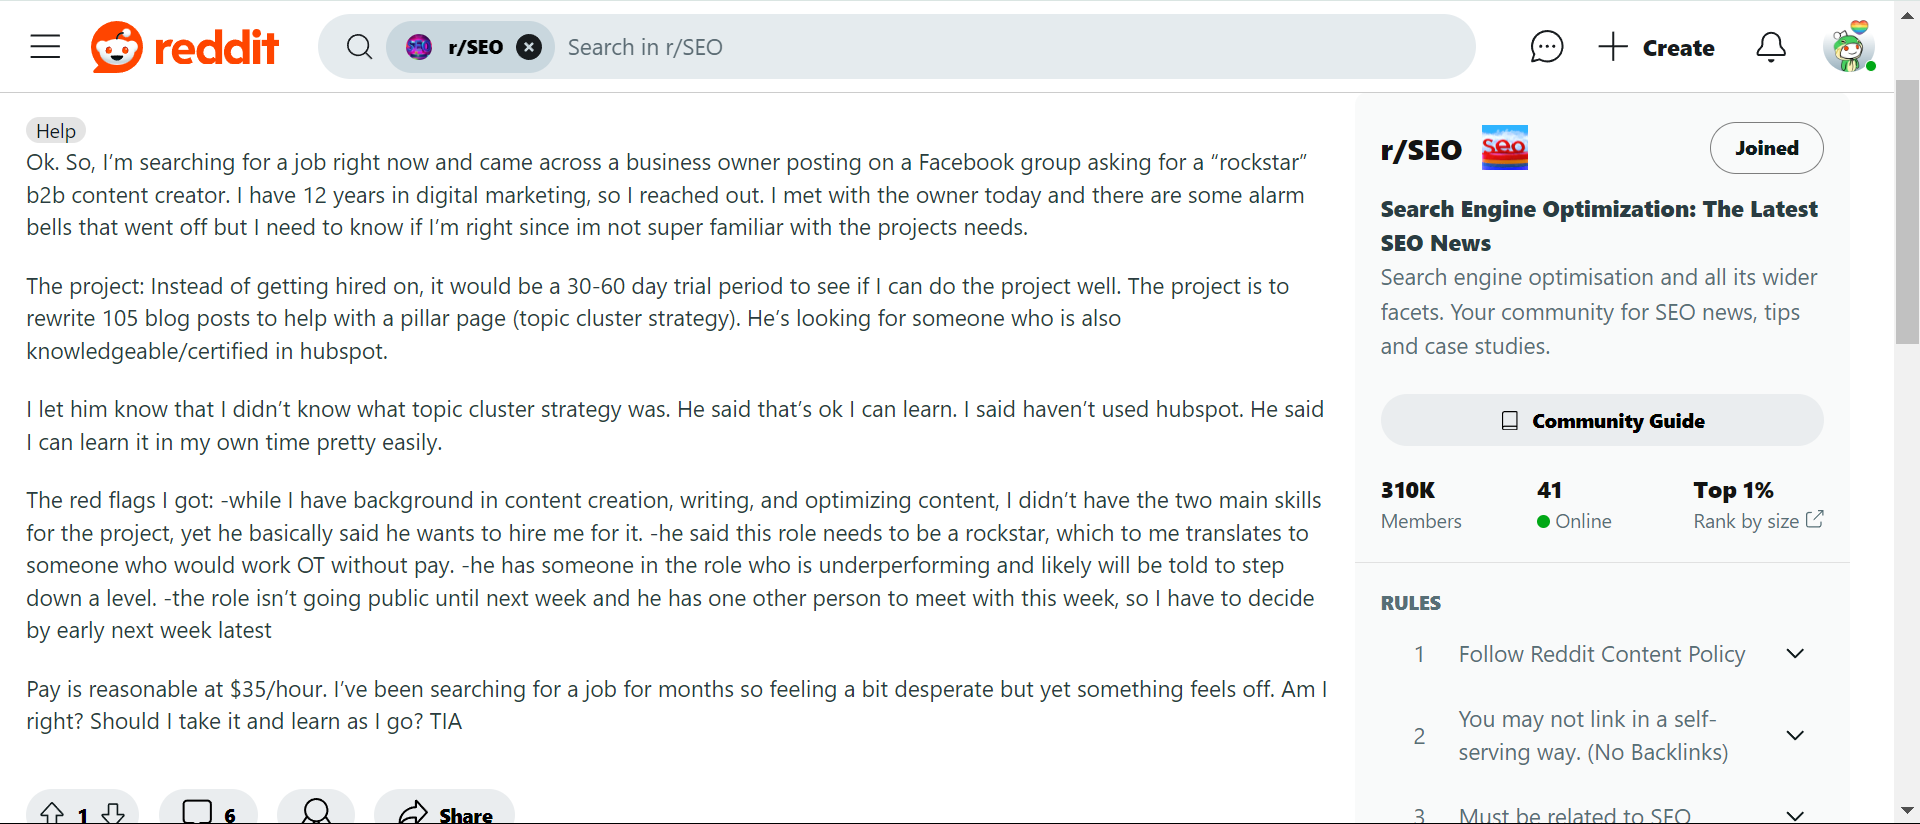 reddit
r/SEO
Search in r/SEO
Create
Help
Ok. So, I’m searching for a job right now and came across a business owner posting on a Facebook group asking for a “rockstar”
b2b content creator. I have 12 years in digital marketing, so I reached out. I met with the owner today and there are some alarm
bells that went off but I need to know if I’m right since im not super familiar with the projects needs.
The project: Instead of getting hired on, it would be a 30-60 day trial period to see if I can do the project well. The project is to
rewrite 105 blog posts to help with a pillar page (topic cluster strategy). He’s looking for someone who is also
knowledgeable/certified in hubspot.
I let him know that I didn’t know what topic cluster strategy was. He said that’s ok I can learn. I said haven’t used hubspot. He said
I can learn it in my own time pretty easily.
The red flags I got: -while I have background in content creation, writing, and optimizing content, I didn’t have the two main skills
for the project, yet he basically said he wants to hire me for it. -he said this role needs to be a rockstar, which to me translates to
someone who would work OT without pay. -he has someone in the role who is underperforming and likely will be told to step
down a level. -the role isn’t going public until next week and he has one other person to meet with this week, so I have to decide
by early next week latest
Pay is reasonable at $35/hour. I’ve been searching for a job for months so feeling a bit desperate but yet something feels off. Am I
right? Should I take it and learn as I go? TIA
1
6
Share
r/SEO
Seo
Joined
Search Engine Optimization: The Latest
SEO News
Search engine optimisation and all its wider
facets. Your community for SEO news, tips
and case studies.
Community Guide
310K
Members
41
Online
Top 1%
Rank by size
RULES
1 Follow Reddit Content Policy
2 You may not link in a self-
serving way. (No Backlinks)
3 Must be related to SEO